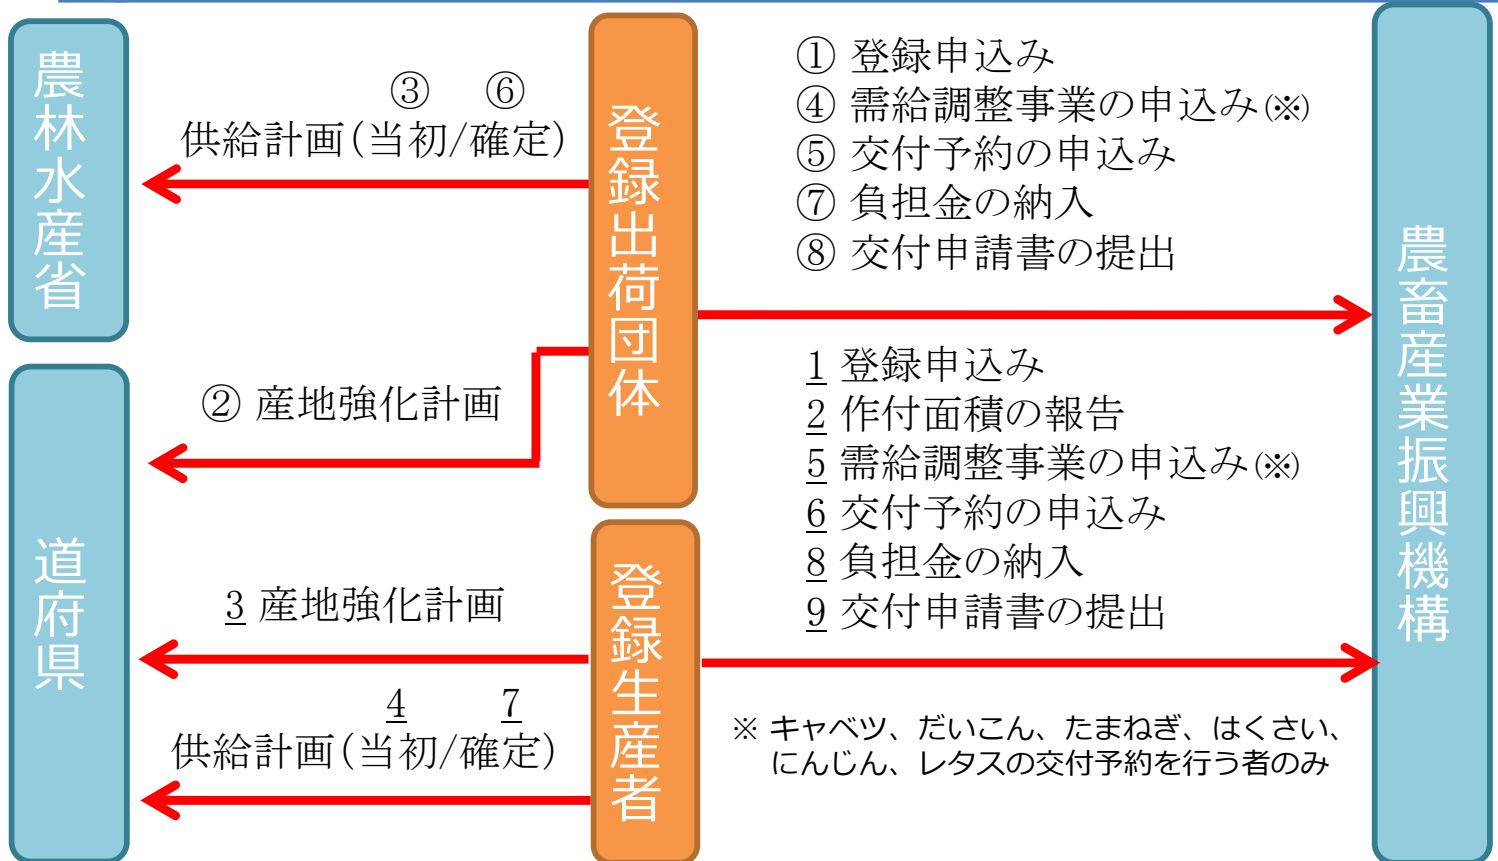 農林水産省
③ ⑥
供給計画(当初/確定)
② 産地強化計画
道府県
3 産地強化計画
4 7
供給計画(当初/確定)
登録出荷団体
登録生産者
① 登録申込み
④ 需給調整事業の申込み(※)
⑤ 交付予約の申込み
⑦ 負担金の納入
⑧ 交付申請書の提出
1 登録申込み
2 作付面積の報告
5 需給調整事業の申込み(※)
6 交付予約の申込み
8 負担金の納入
9 交付申請書の提出
※ キャベツ、だいこん、たまねぎ、はくさい、
にんじん、レタスの交付予約を行う者のみ
農畜産業振興機構